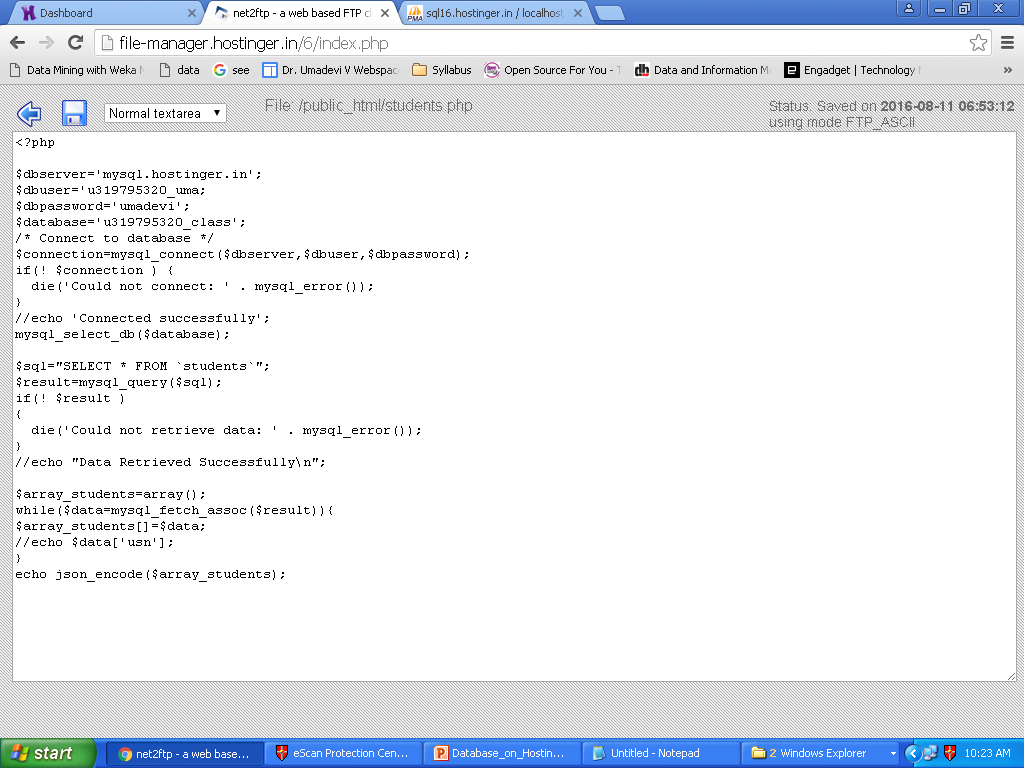 Dashboard
net2ftp - a web based FTP cl
sql16.hostinger.in / localhost
file-manager.hostinger.in/6/index.php
Data Mining with Weka
data
see
Dr. Umadevi V Webspac
Syllabus
Open Source For You -
Data and Information M
Engadget | Technology
»
Normal textarea
File: /public_html/students.php
Status: Saved on 2016-08-11 06:53:12
using mode FTP_ASCII
<?php
$dbserver='mysql.hostinger.in';
$dbuser='u319795320_uma;
$dbpassword='umadevi';
$database='u319795320_class';
/* Connect to database */
$connection=mysql_connect($dbserver,$dbuser,$dbpassword);
if(! $connection ) {
  die('Could not connect: ' . mysql_error());
}
//echo 'Connected successfully';
mysql_select_db($database);
$sql="SELECT * FROM `students`";
$result=mysql_query($sql);
if(! $result )
{
  die('Could not retrieve data: ' . mysql_error());
}
//echo "Data Retrieved Successfully\n";
$array_students=array();
while($data=mysql_fetch_assoc($result)){
$array_students[]=$data;
//echo $data['usn'];
}
echo json_encode($array_students);
start
net2ftp - a web base...
eScan Protection Cen...
Database_on_Hostin...
Untitled - Notepad
2 Windows Explorer
10:23 AM